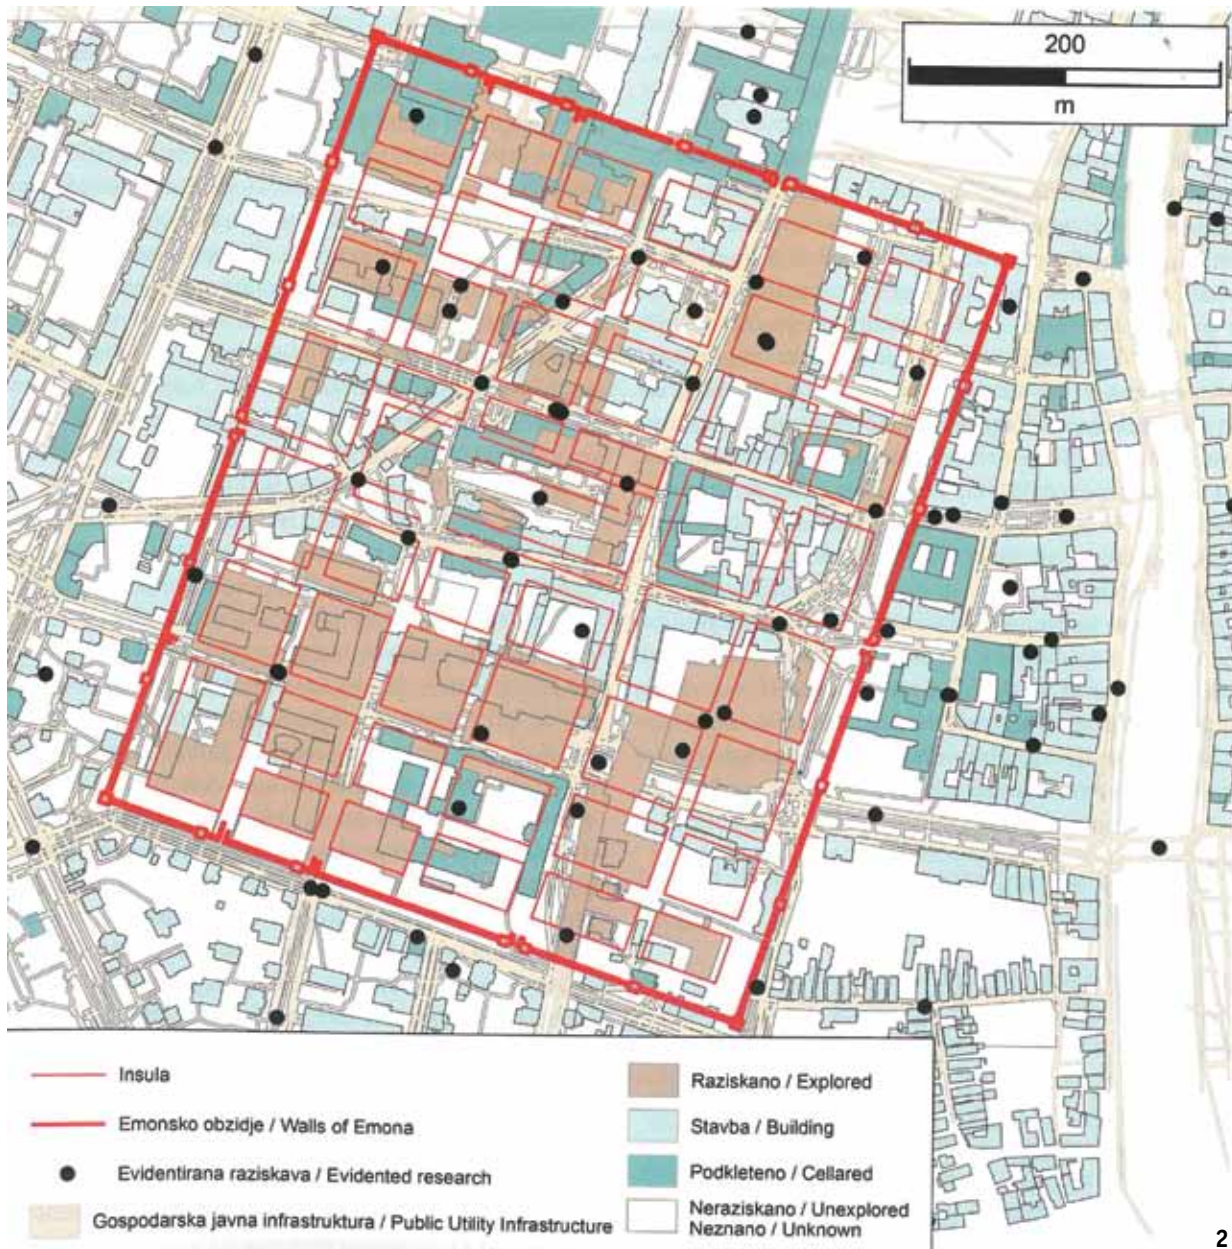 200
m
Insula
Emonsko obzidje / Walls of Emona
Evidentirana raziskava / Evidented research
Gospodarska javna infrastruktura / Public Utility Infrastructure
Raziskano / Explored
Stavba / Building
Podkleteno / Cellared
Neraziskano / Unexplored
Neznano / Unknown
2